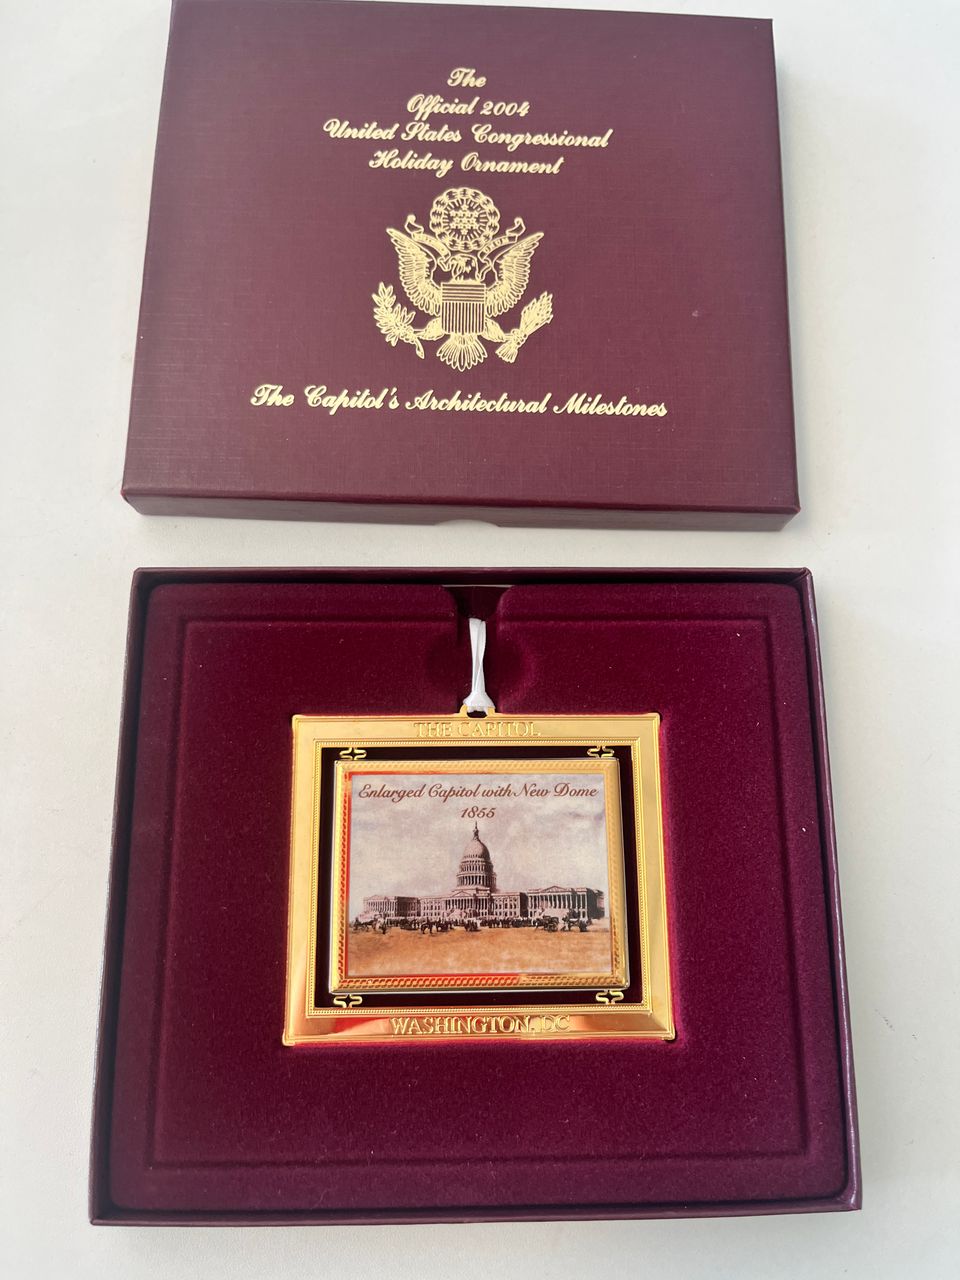 The
Official 2004
United States Congressional
Holiday Ornament
The Capitol's Architectural Milestones
THE CAPITOL
Enlarged Capitol with New Dome
1855
WASHINGTON, DC